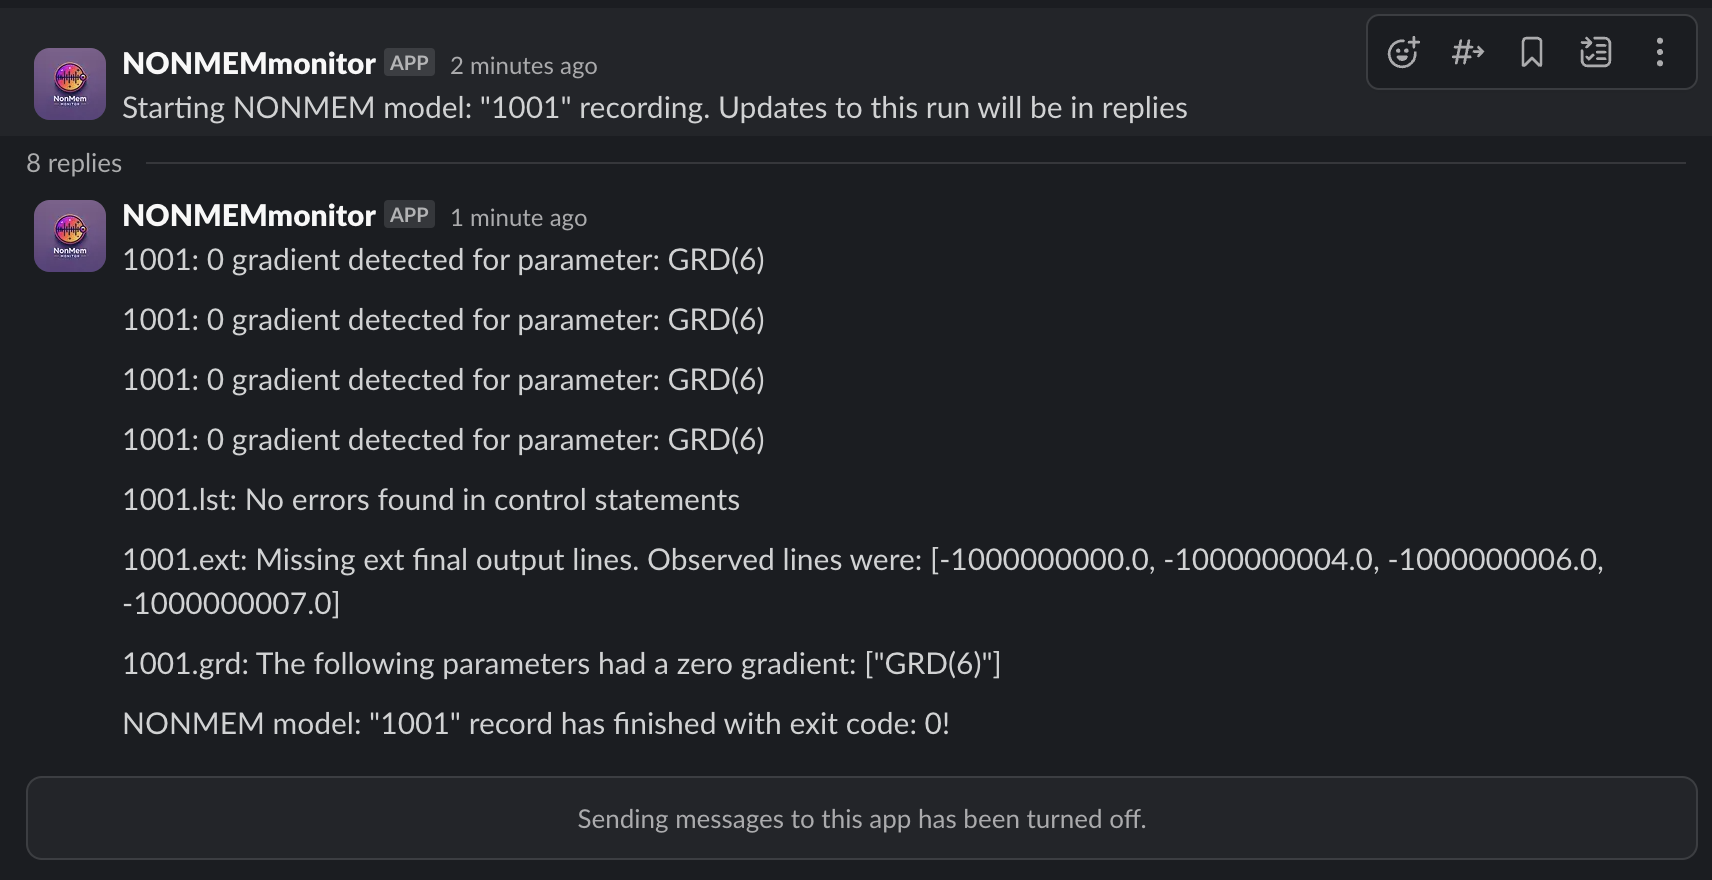 NONMEMmonitor APP 2 minutes ago
Starting NONMEM model: "1001" recording. Updates to this run will be in replies
8 replies
NONMEMmonitor APP 1 minute ago
1001: 0 gradient detected for parameter: GRD(6)
1001: 0 gradient detected for parameter: GRD(6)
1001: 0 gradient detected for parameter: GRD(6)
1001: 0 gradient detected for parameter: GRD(6)
1001.lst: No errors found in control statements
1001.ext: Missing ext final output lines. Observed lines were: [-1000000000.0, -1000000004.0, -1000000006.0,
-1000000007.0]
1001.grd: The following parameters had a zero gradient: ["GRD(6)"]
NONMEM model: "1001" record has finished with exit code: 0!
Sending messages to this app has been turned off.
NonMem
MONITOR
NonMem
MONITOR